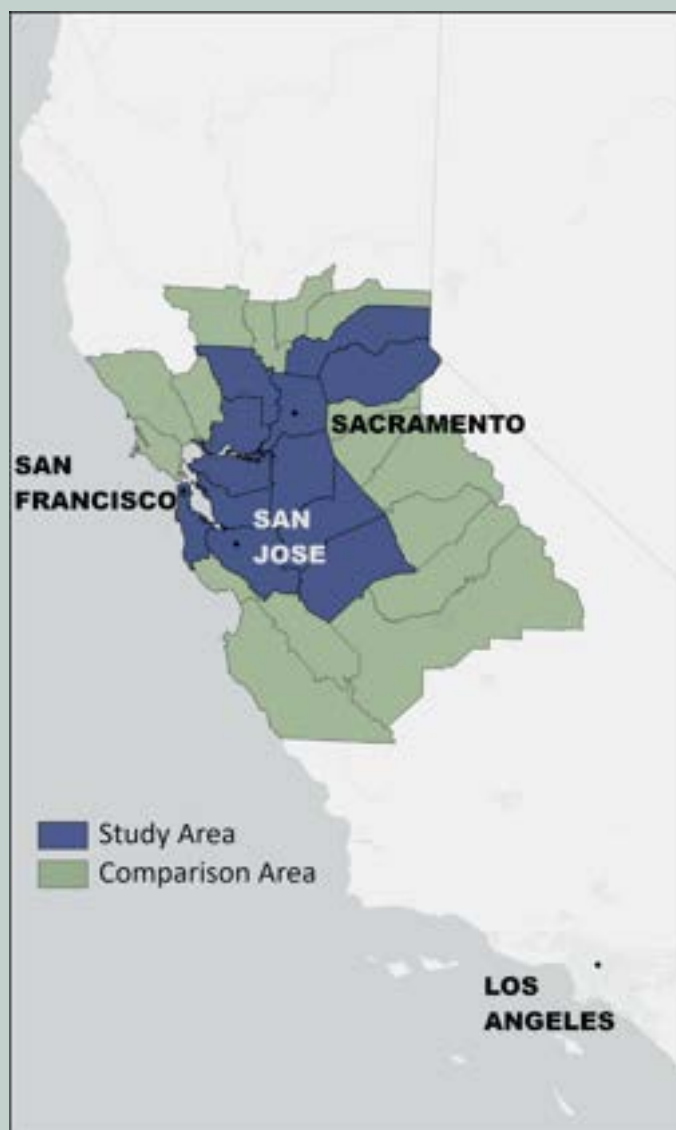 SACRAMENTO
SAN
FRANCISCO
SAN
JOSE
Study Area
Comparison Area
LOS
ANGELES